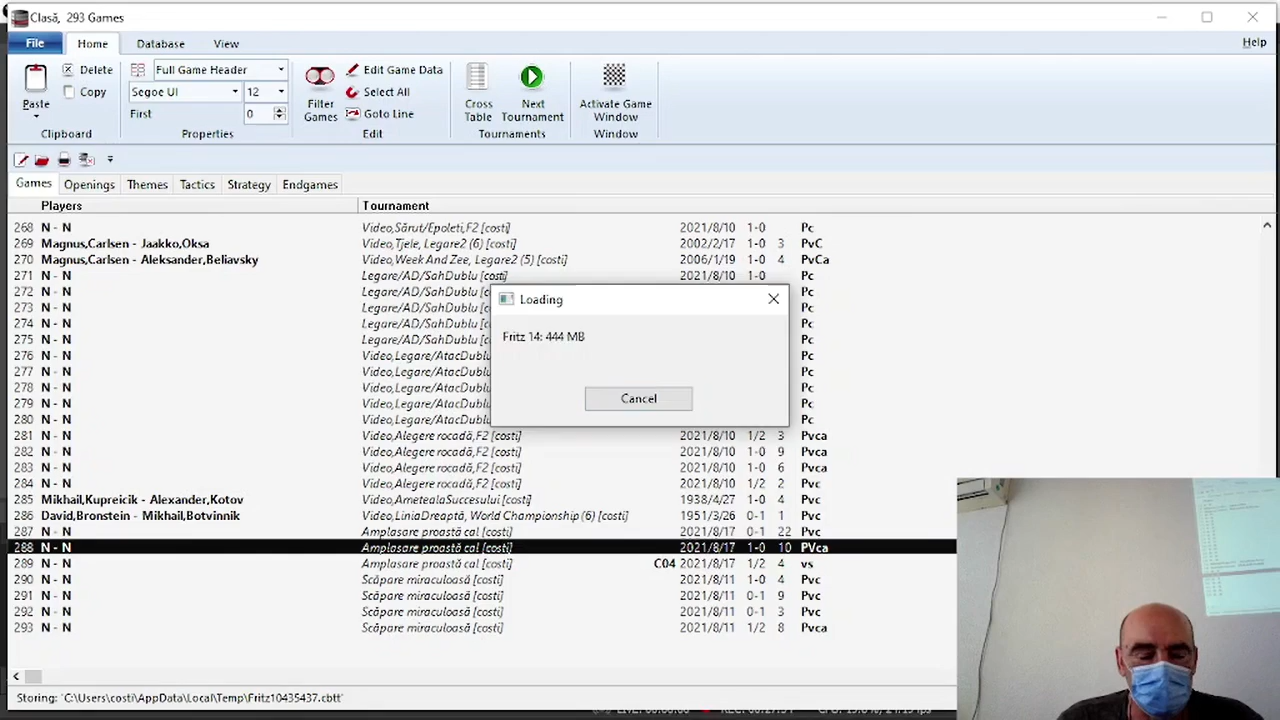 Clasă, 293 Games
File Home Database View Help
Paste Delete Copy Clipboard
Full Game Header
Segoe UI 12
First 0
Properties
Filter Games
Edit Game Data
Select All
Goto Line
Edit
Cross Table Next Tournament
Tournaments
Activate Game Window
Window
Games Openings Themes Tactics Strategy Endgames
Players Tournament
268 N - N Video,Sărut/Epoleti,F2 [costi] 2021/8/10 1-0 Pc
269 Magnus,Carlsen - Jaakko,Oksa Video,Tjele, Legare2 (6) [costi] 2002/2/17 1-0 3 PvC
270 Magnus,Carlsen - Aleksander,Beliavsky Video,Week And Zee, Legare2 (5) [costi] 2006/1/19 1-0 4 PvCa
271 N - N Legare/AD/SahDublu [costi] 2021/8/10 1-0 Pc
272 N - N Legare/AD/SahDublu [costi] Pc
273 N - N Legare/AD/SahDublu [costi] Pc
274 N - N Legare/AD/SahDublu [costi] Pc
275 N - N Legare/AD/SahDublu [costi] Pc
276 N - N Video,Legare/AtacDublu Pc
277 N - N Video,Legare/AtacDublu Pc
278 N - N Video,Legare/AtacDublu Pc
279 N - N Video,Legare/AtacDublu Pc
280 N - N Video,Legare/AtacDublu Pc
Loading
Fritz 14: 444 MB
Cancel
281 N - N Video,Alegere rocadă,F2 [costi] 2021/8/10 1/2 3 Pvca
282 N - N Video,Alegere rocadă,F2 [costi] 2021/8/10 1-0 9 Pvca
283 N - N Video,Alegere rocadă,F2 [costi] 2021/8/10 1-0 6 Pvca
284 N - N Video,Alegere rocadă,F2 [costi] 2021/8/10 1/2 2 Pvca
285 Mikhail,Kupreicik - Alexander,Kotov Video,AmetealaSuccesului [costi] 1938/4/27 1-0 4 Pvc
286 David,Bronstein - Mikhail,Botvinnik Video,LiniaDreaptă, World Championship (6) [costi] 1951/3/26 0-1 1 Pvc
287 N - N Amplasare proastă cal [costi] 2021/8/17 0-1 22 Pvc
288 N - N Amplasare proastă cal [costi] 2021/8/17 1-0 10 PVca
289 N - N Amplasare proastă cal [costi] C04 2021/8/17 1/2 4 vs
290 N - N Scăpare miraculoasă [costi] 2021/8/11 1-0 4 Pvc
291 N - N Scăpare miraculoasă [costi] 2021/8/11 0-1 9 Pvc
292 N - N Scăpare miraculoasă [costi] 2021/8/11 0-1 3 Pvc
293 N - N Scăpare miraculoasă [costi] 2021/8/11 1/2 8 Pvca
Storing: 'C:\Users\costi\AppData\Local\Temp\Fritz10435437.cbtt'